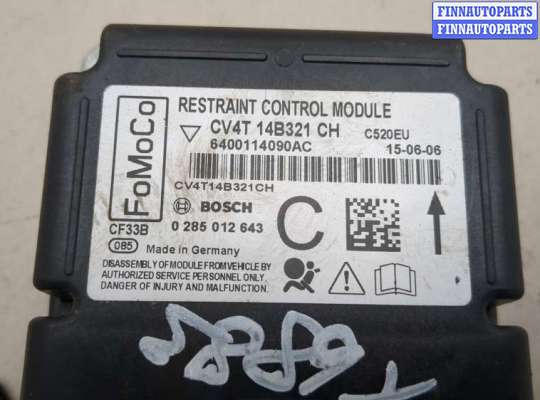 FINNAUTOPARTS
FINNAUTOPARTS
FoMoCo
RESTRAINT CONTROL MODULE
CV4T 14B321 CH C520EU
6400114090AC 15-06-06
CV4T14B321CH
BOSCH
C
CF33B
0 285 012 643
085 Made in Germany
DISASSEMBLY OF MODULE FROM VEHICLE BY
AUTHORIZED SERVICE PERSONNEL ONLY.
DANGER OF INJURY AND MALFUNCTION.